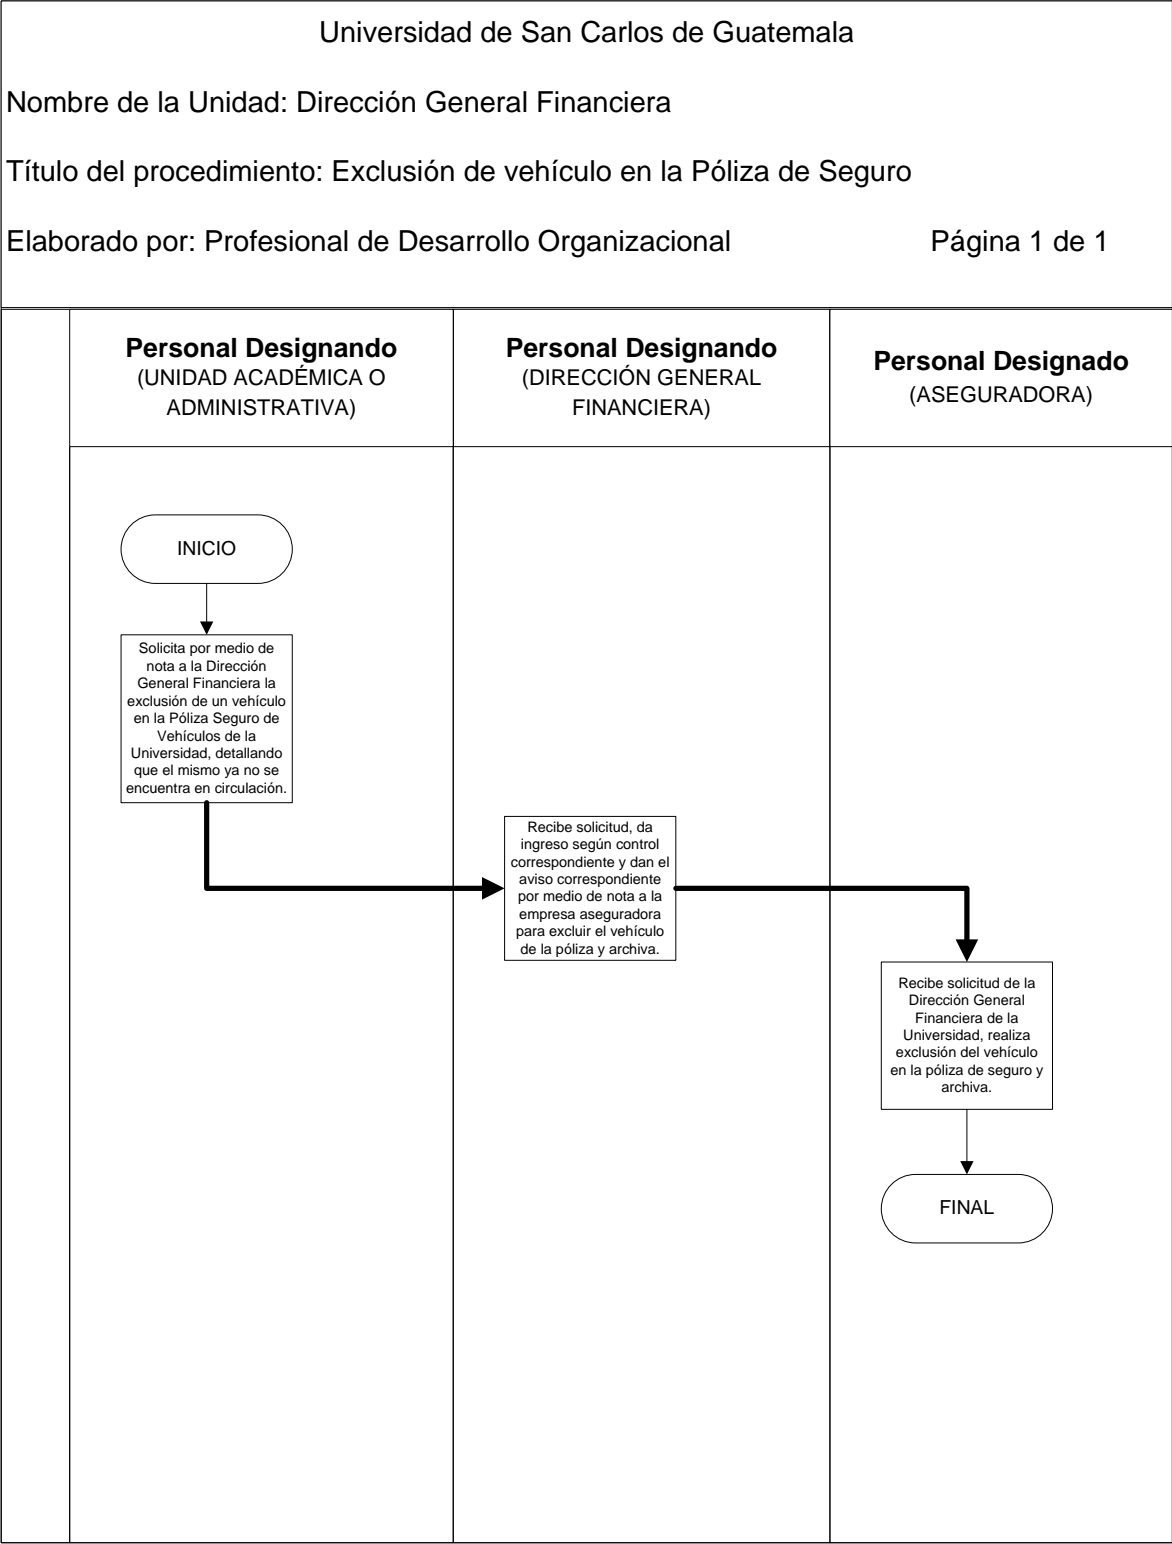 Universidad de San Carlos de Guatemala
Nombre de la Unidad: Dirección General Financiera
Título del procedimiento: Exclusión de vehículo en la Póliza de Seguro
Elaborado por: Profesional de Desarrollo Organizacional Página 1 de 1
Personal Designando
(UNIDAD ACADÉMICA O
ADMINISTRATIVA)
Personal Designando
(DIRECCIÓN GENERAL
FINANCIERA)
Personal Designado
(ASEGURADORA)
INICIO
Solicita por medio de
nota a la Dirección
General Financiera la
exclusión de un vehículo
en la Póliza Seguro de
Vehículos de la
Universidad, detallando
que el mismo ya no se
encuentra en circulación.
Recibe solicitud, da
ingreso según control
correspondiente y dan el
aviso correspondiente
por medio de nota a la
empresa aseguradora
para excluir el vehículo
de la póliza y archiva.
Recibe solicitud de la
Dirección General
Financiera de la
Universidad, realiza
exclusión del vehículo
en la póliza de seguro y
archiva.
FINAL